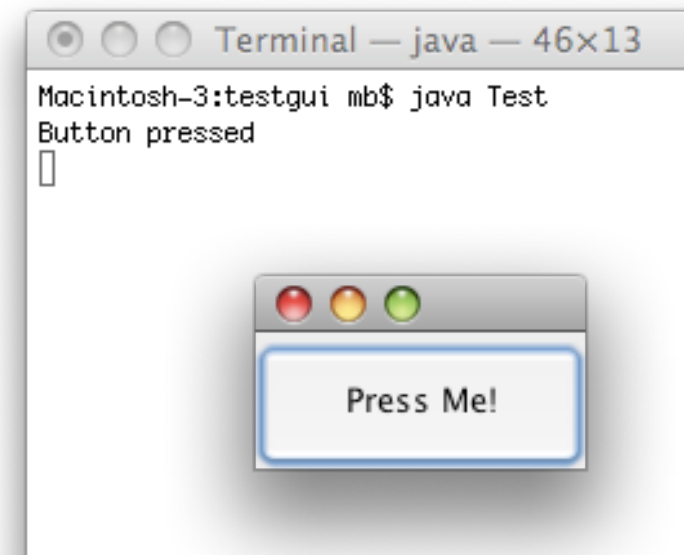 Terminal — java — 46×13
Macintosh-3:testgui mb$ java Test
Button pressed
Press Me!